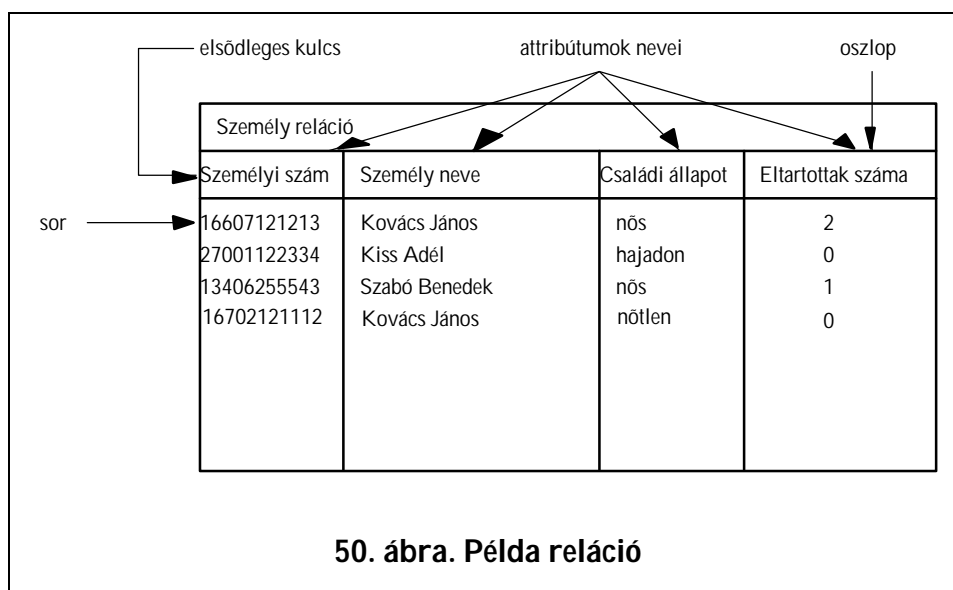 elsõdleges kulcs attribútumok nevei oszlop
Személy reláció
Személyi szám Személy neve Családi állapot Eltartottak száma
sor 16607121213 Kovács János nõs 2
27001122334 Kiss Adél hajadon 0
13406255543 Szabó Benedek nõs 1
16702121112 Kovács János nõtlen 0
50. ábra. Példa reláció